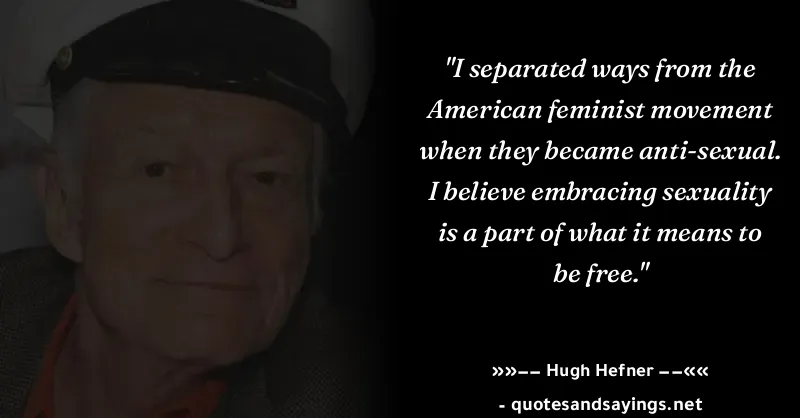 "I separated ways from the
American feminist movement
when they became anti-sexual.
I believe embracing sexuality
is a part of what it means to
be free."
»»−− Hugh Hefner −−««
- quotesandsayings.net